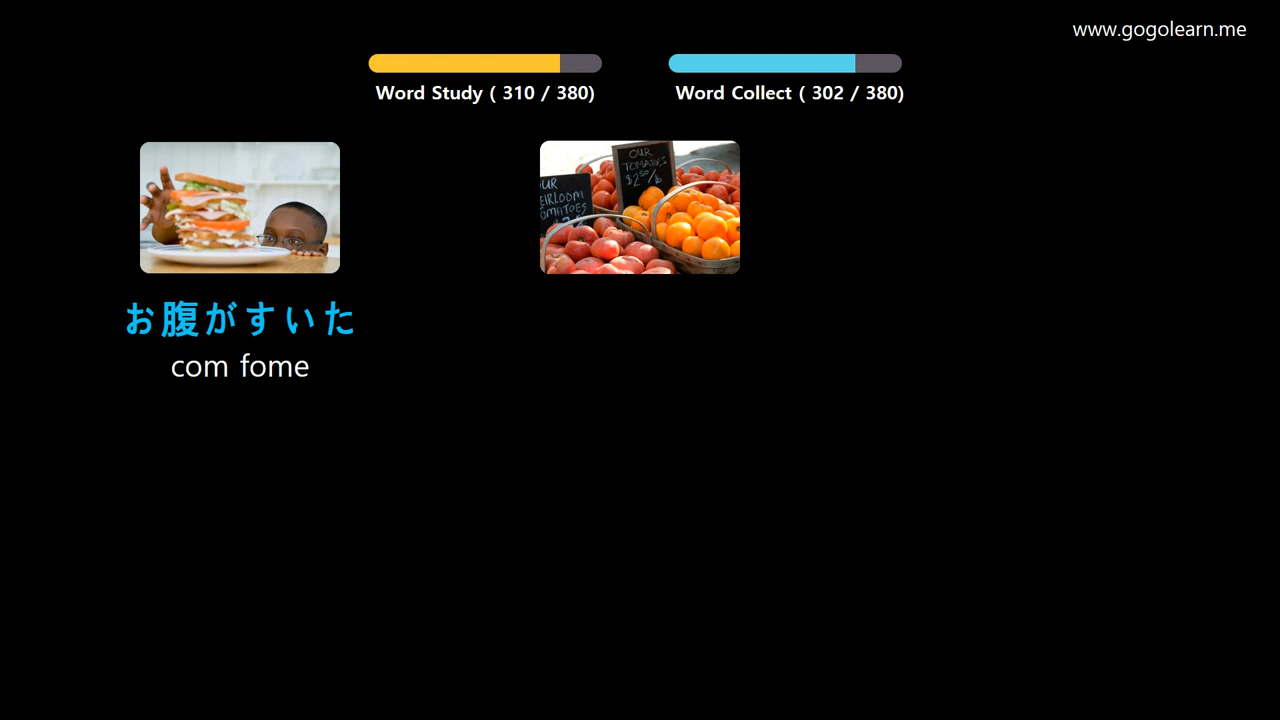 www.gogolearn.me
Word Study ( 310 / 380)
Word Collect ( 302 / 380)
OUR
TOMATOES
$2.50/lb
OUR
HEIRLOOM
TOMATOES
お腹がすいた
com fome